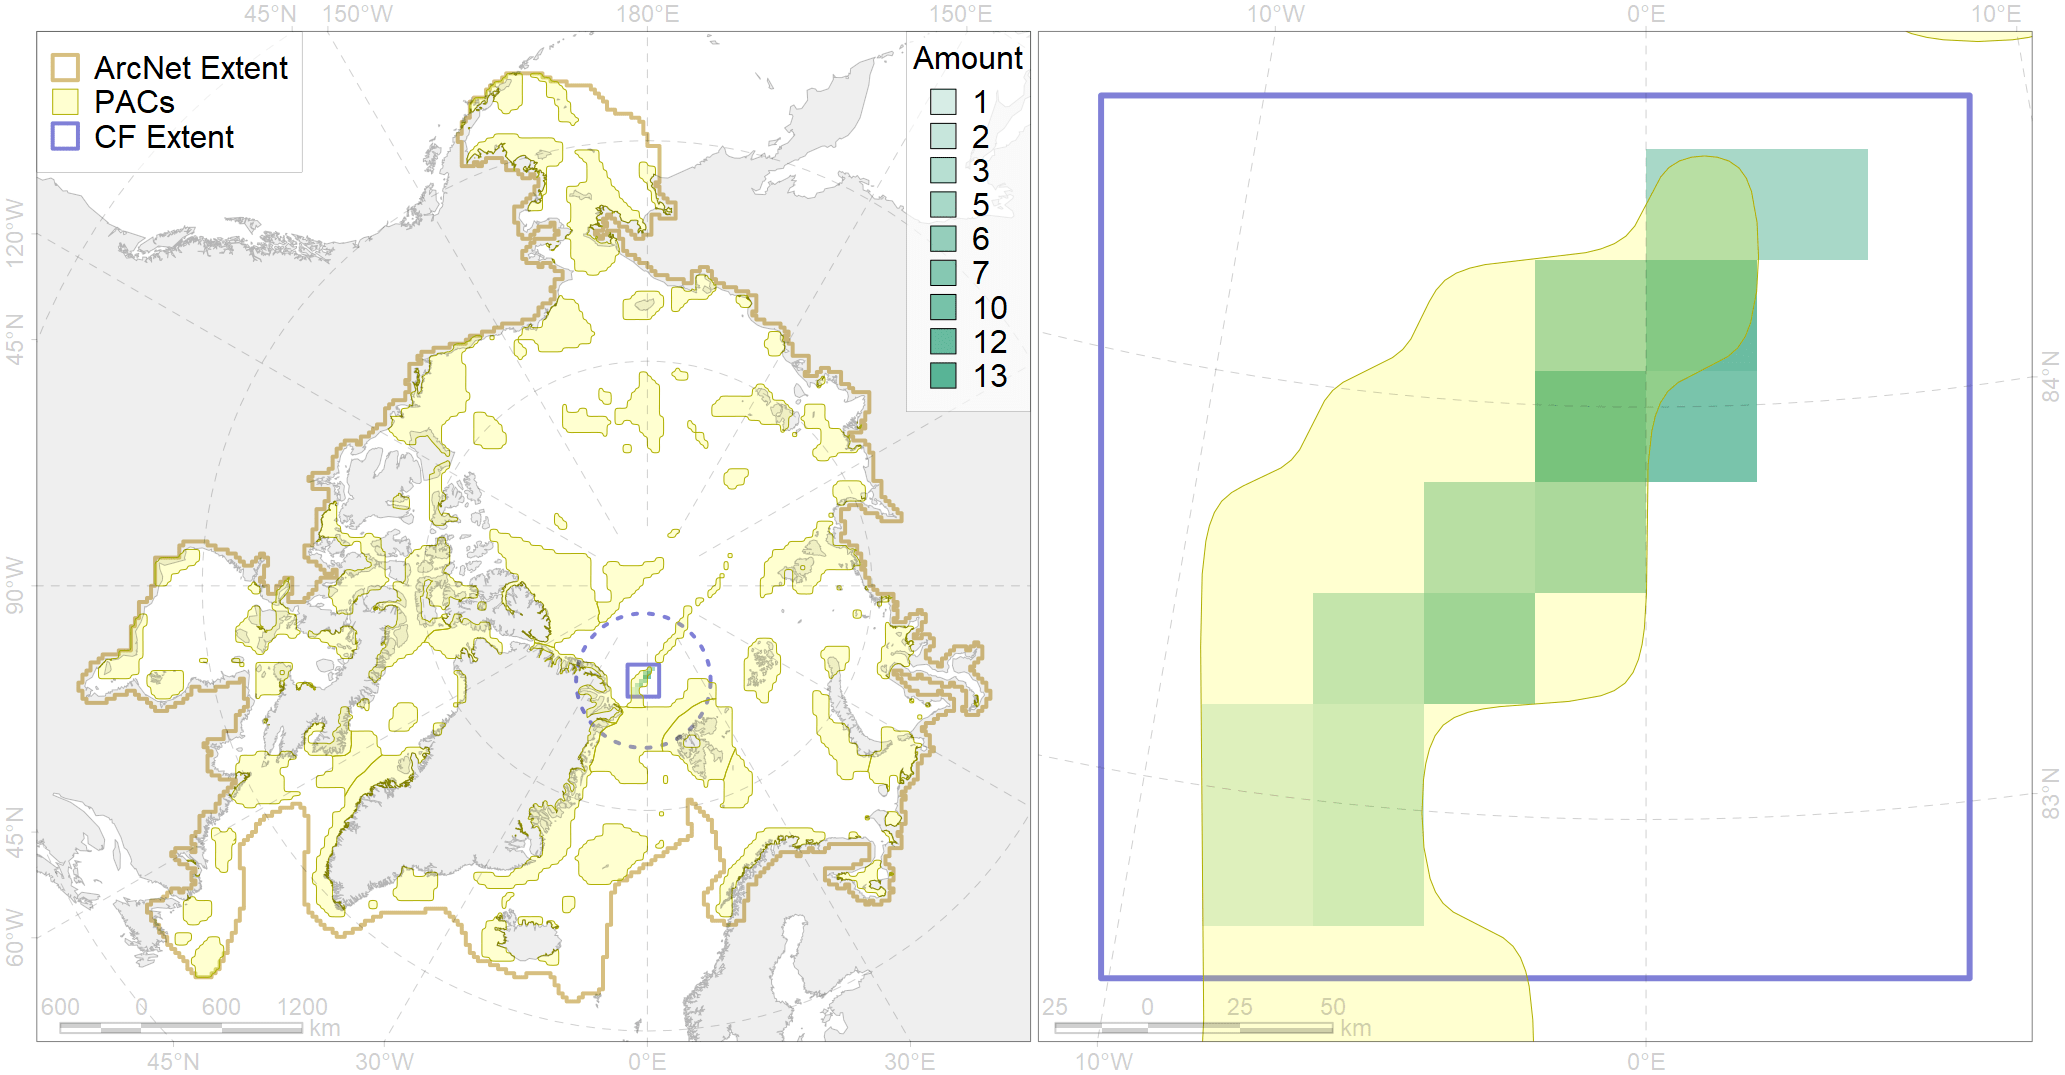 45°N 150°W 180°E 150°E 10°W 0°E 10°E
ArcNet Extent
PACs
CF Extent
Amount
1
2
3
5
6
7
10
12
13
120°W
45°N
90°W
45°N
60°W
84°N
83°N
600 0 600 1200
km
25 0 25 50
km
45°N 30°W 0°E 30°E 10°W 0°E